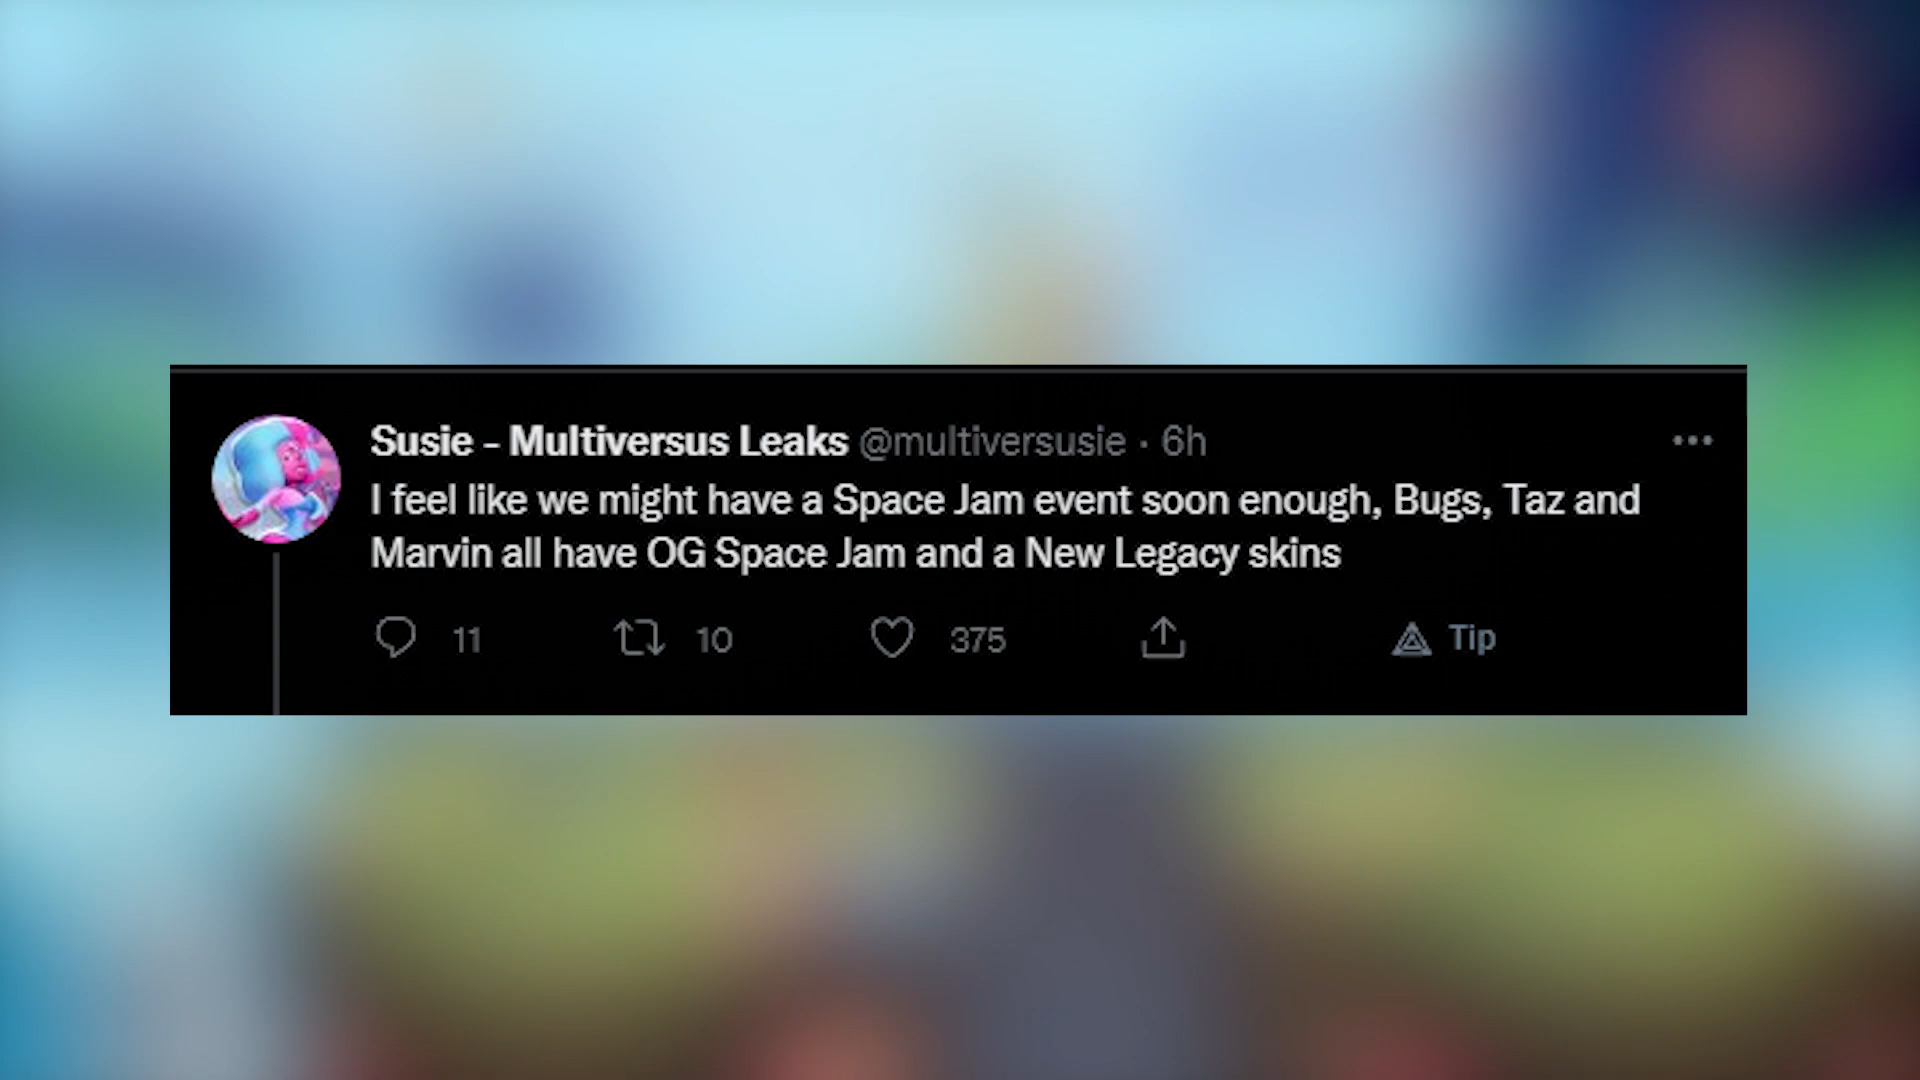 Susie - Multiversus Leaks @multiversusie · 6h
I feel like we might have a Space Jam event soon enough, Bugs, Taz and
Marvin all have OG Space Jam and a New Legacy skins
11 10 375 Tip